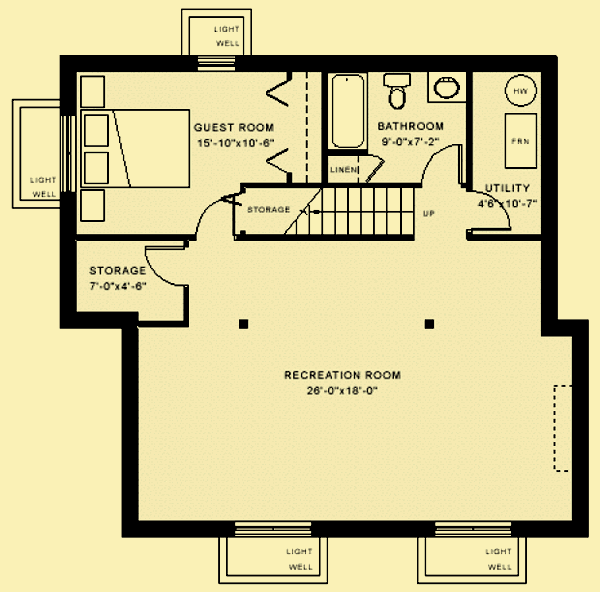 LIGHT
WELL
HW
GUEST ROOM
15'-10"x10'-6"
BATHROOM
9'-0"x7'-2"
FRN
LINEN
LIGHT
WELL
UTILITY
4'6"x10'-7"
STORAGE
UP
STORAGE
7'-0"x4'-6"
RECREATION ROOM
26'-0"x18'-0"
LIGHT
WELL
LIGHT
WELL